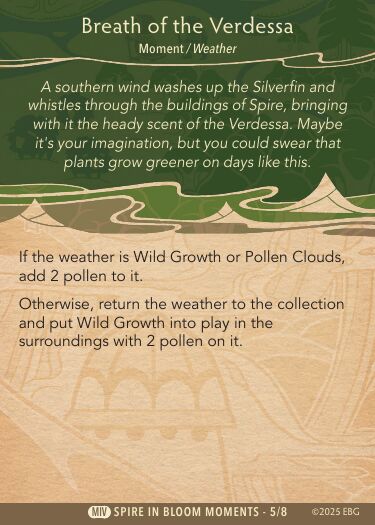 Breath of the Verdessa
Moment / Weather
A southern wind washes up the Silverfin and
whistles through the buildings of Spire, bringing
with it the heady scent of the Verdessa. Maybe
it's your imagination, but you could swear that
plants grow greener on days like this.
If the weather is Wild Growth or Pollen Clouds,
add 2 pollen to it.
Otherwise, return the weather to the collection
and put Wild Growth into play in the
surroundings with 2 pollen on it.
MIV SPIRE IN BLOOM MOMENTS - 5/8 ©2025 EBG